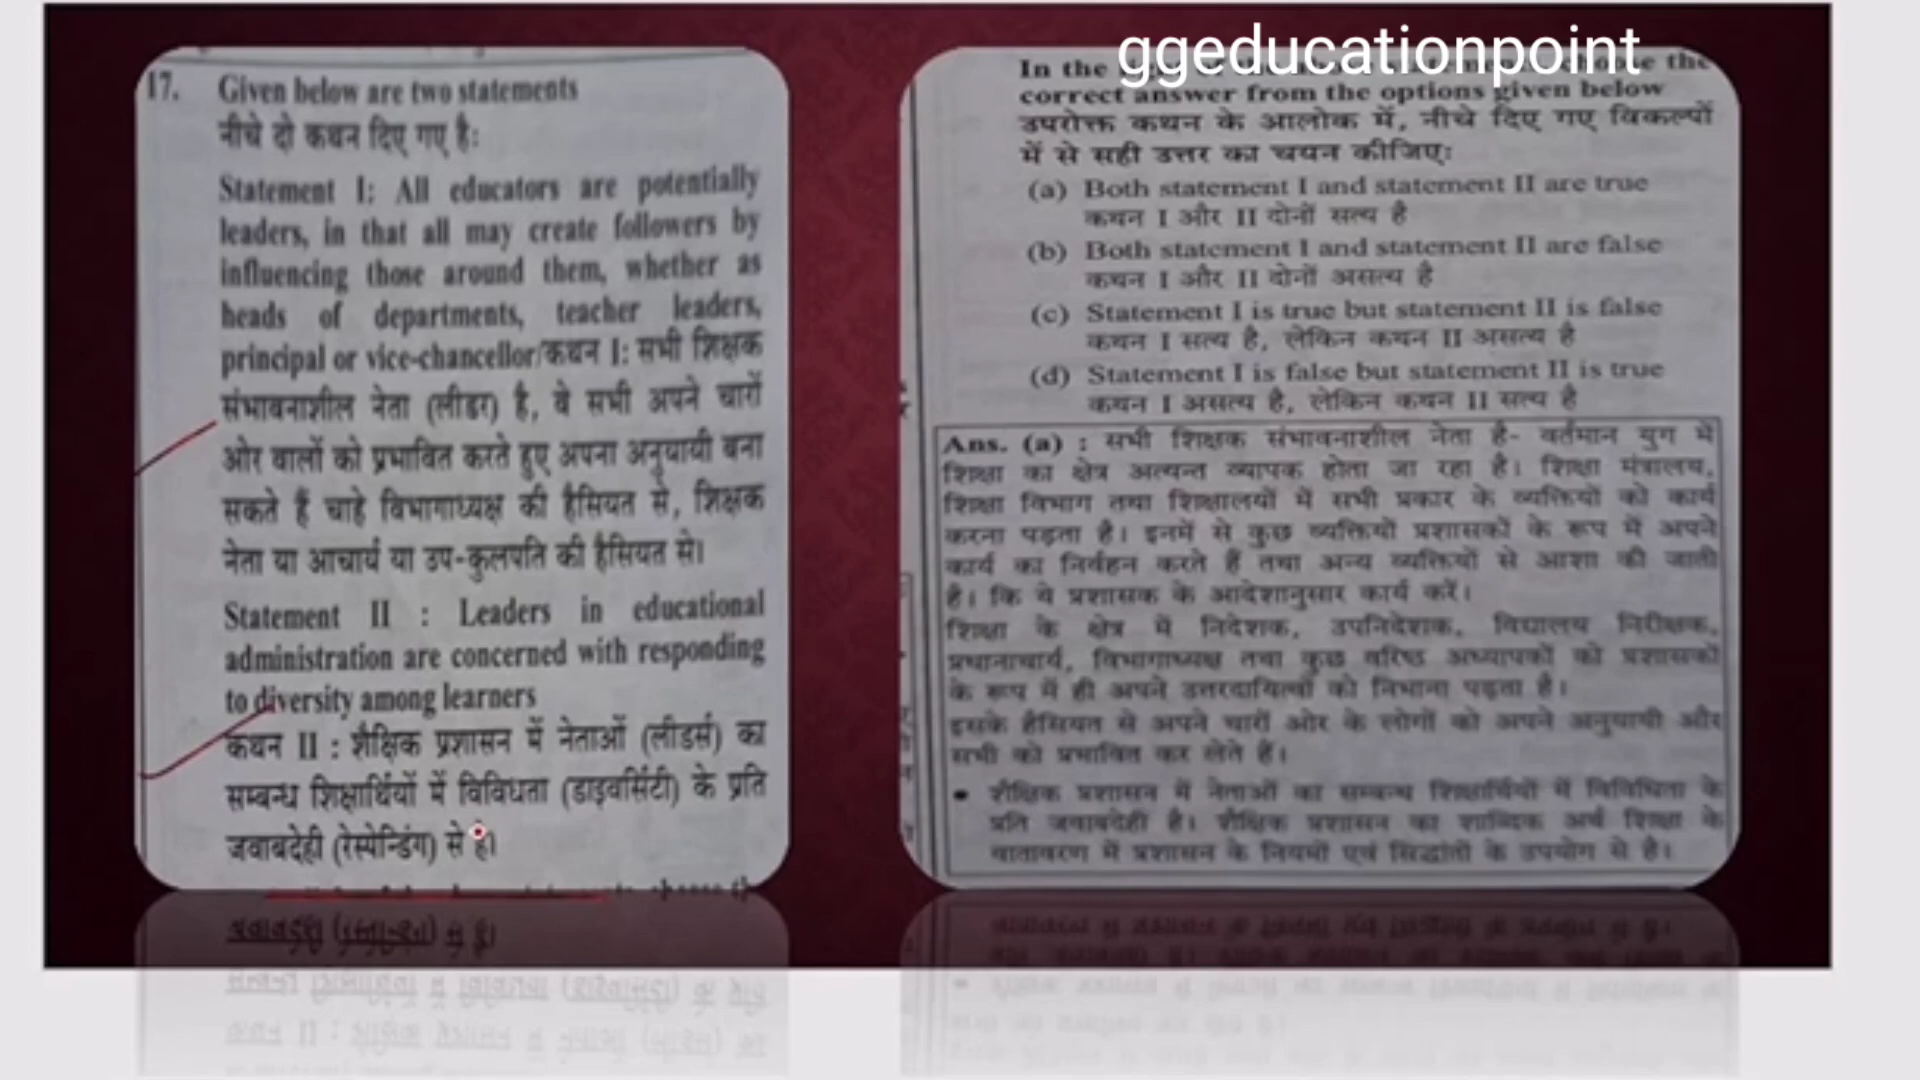 ggeducationpoint
17. Given below are two statements
नीचे दो कथन दिए गए है:
Statement I: All educators are potentially
leaders, in that all may create followers by
influencing those around them, whether as
heads of departments, teacher leaders,
principal or vice-chancellor/कथन I: सभी शिक्षक
संभावनाशील नेता (लीडर) है, वे सभी अपने चारों
ओर वालों को प्रभावित करते हुए अपना अनुयायी बना
सकते हैं चाहे विभागाध्यक्ष की हैसियत से, शिक्षक
नेता या आचार्य या उप-कुलपति की हैसियत से।
Statement II : Leaders in educational
administration are concerned with responding
to diversity among learners
कथन II : शैक्षिक प्रशासन में नेताओं (लीडर्स) का
सम्बन्ध शिक्षार्थियों में विविधता (डाइवर्सिटी) के प्रति
जवाबदेही (रेस्पोन्डिंग) से है।
In the
correct answer from the options given below
उपरोक्त कथन के आलोक में, नीचे दिए गए विकल्पों
में से सही उत्तर का चयन कीजिए:
(a) Both statement I and statement II are true
कथन I और II दोनों सत्य है
(b) Both statement I and statement II are false
कथन I और II दोनों असत्य है
(c) Statement I is true but statement II is false
कथन I सत्य है, लेकिन कथन II असत्य है
(d) Statement I is false but statement II is true
कथन I असत्य है, लेकिन कथन II सत्य है
Ans. (a) : सभी शिक्षक संभावनाशील नेता है- वर्तमान युग में
शिक्षा का क्षेत्र अत्यन्त व्यापक होता जा रहा है। शिक्षा मंत्रालय,
शिक्षा विभाग तथा शिक्षालयों में सभी प्रकार के व्यक्तियों को कार्य
करना पड़ता है। इनमें से कुछ व्यक्तियों प्रशासकों के रूप में अपने
कार्य का निर्वहन करते हैं तथा अन्य व्यक्तियों से आशा की जाती
है। कि ये प्रशासक के आदेशानुसार कार्य करें।
शिक्षा के क्षेत्र में निदेशक, उपनिदेशक, विद्यालय निरीक्षक,
प्रधानाचार्य, विभागाध्यक्ष तथा कुछ वरिष्ठ अध्यापकों को प्रशासकों
के रूप में ही अपने उत्तरदायित्वों को निभाना पड़ता है।
इसके हैसियत से अपने चारों ओर के लोगों को अपने अनुयायी और
सभी को प्रभावित कर लेते हैं।
• शैक्षिक प्रशासन में नेताओं का सम्बन्ध शिक्षार्थियों में विविधिता के
प्रति जवाबदेही है। शैक्षिक प्रशासन का शाब्दिक अर्थ शिक्षा के
वातावरण में प्रशासन के नियमों एवं सिद्धांतों के उपयोग से है।